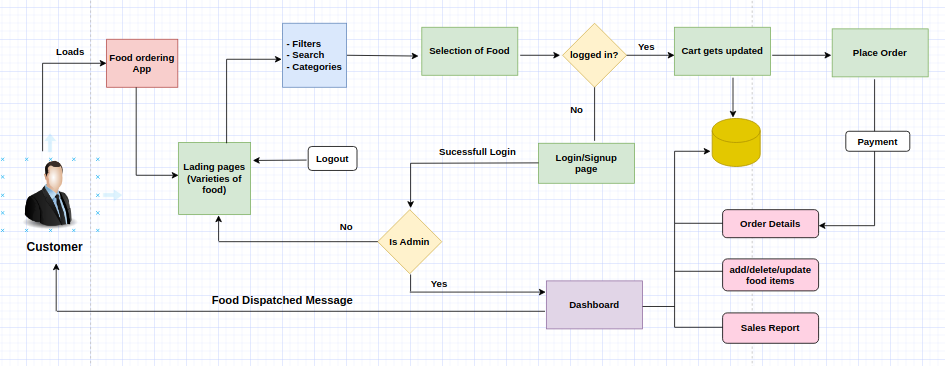 Loads
Food ordering
App
- Filters
- Search
- Categories
Selection of Food
logged in?
Yes
Cart gets updated
Place Order
No
Payment
Sucessfull Login
Login/Signup
page
Logout
Lading pages
(Varieties of
food)
Customer
No
Is Admin
Yes
Order Details
add/delete/update
food items
Food Dispatched Message
Dashboard
Sales Report